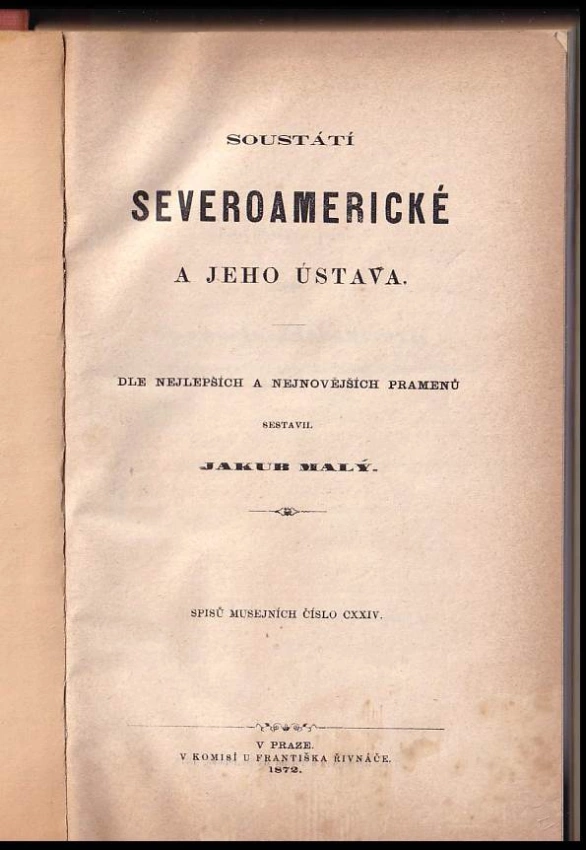 SOUSTÁTÍ
SEVEROAMERICKÉ
A JEHO ÚSTAVA.
DLE NEJLEPŠÍCH A NEJNOVĚJŠÍCH PRAMENŮ
SESTAVIL
JAKUB MALÝ.
SPISŮ MUSEJNÍCH ČÍSLO CXXIV.
V PRAZE.
V KOMISÍ U FRANTIŠKA ŘIVNÁČE.
1872.